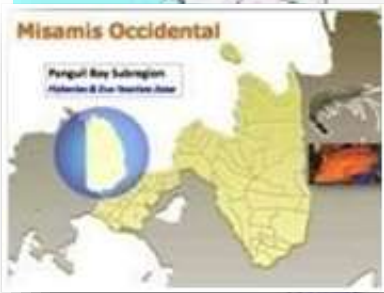 Misamis Occidental
Panguil Bay Subregion
Fisheries & Eco-Tourism Zone